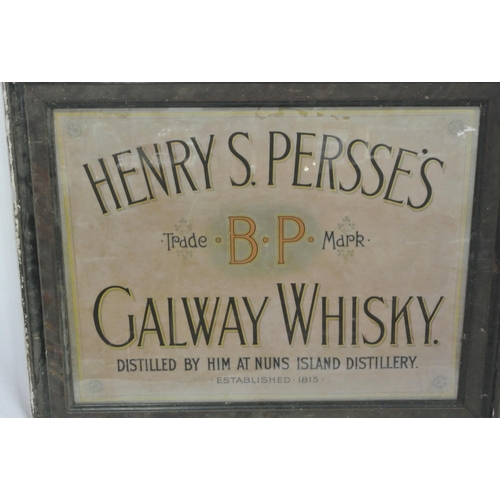 HENRY S. PERSSE'S
Trade · B · P · Mark ·
GALWAY WHISKY.
DISTILLED BY HIM AT NUNS ISLAND DISTILLERY.
· ESTABLISHED · 1815 ·